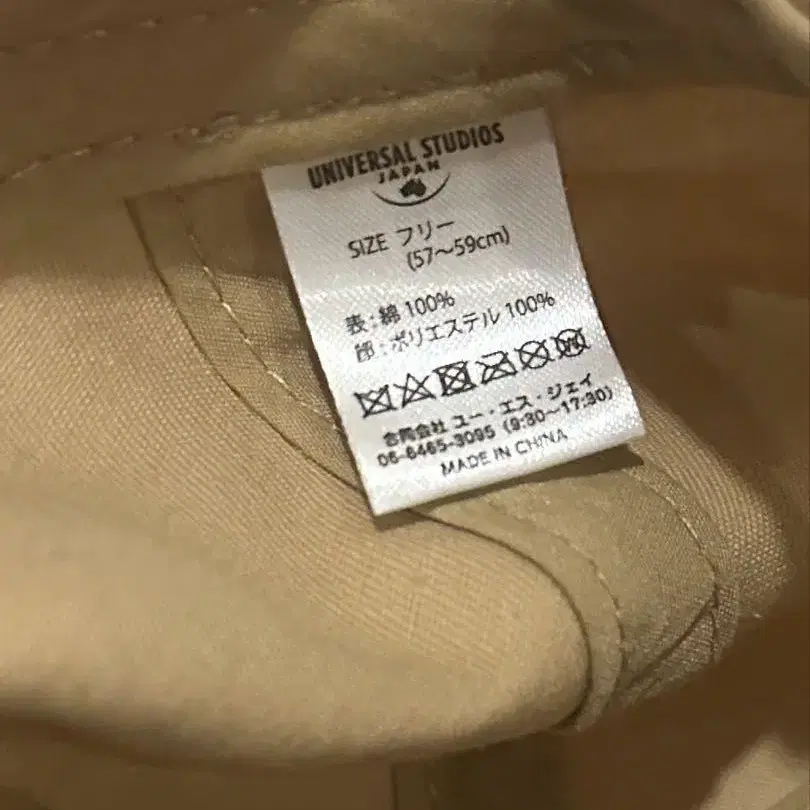 UNIVERSAL STUDIOS
JAPAN
SIZE フリー
(57～59cm)
表:綿 100%
部:ポリエステル 100%
合同会社 ユー・エス・ジェイ
06-6465-3095 (9:30～17:30)
MADE IN CHINA